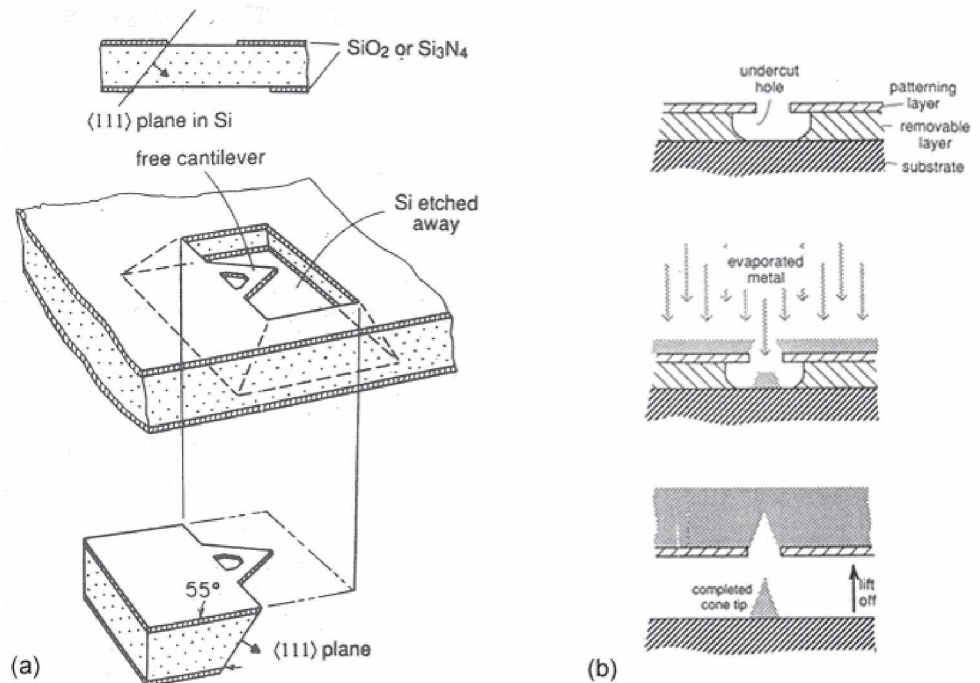 SiO₂ or Si₃N₄
⟨111⟩ plane in Si
free cantilever
Si etched
away
55°
⟨111⟩ plane
(a)
undercut
hole
patterning
layer
removable
layer
substrate
evaporated
metal
completed
cone tip
lift
off
(b)